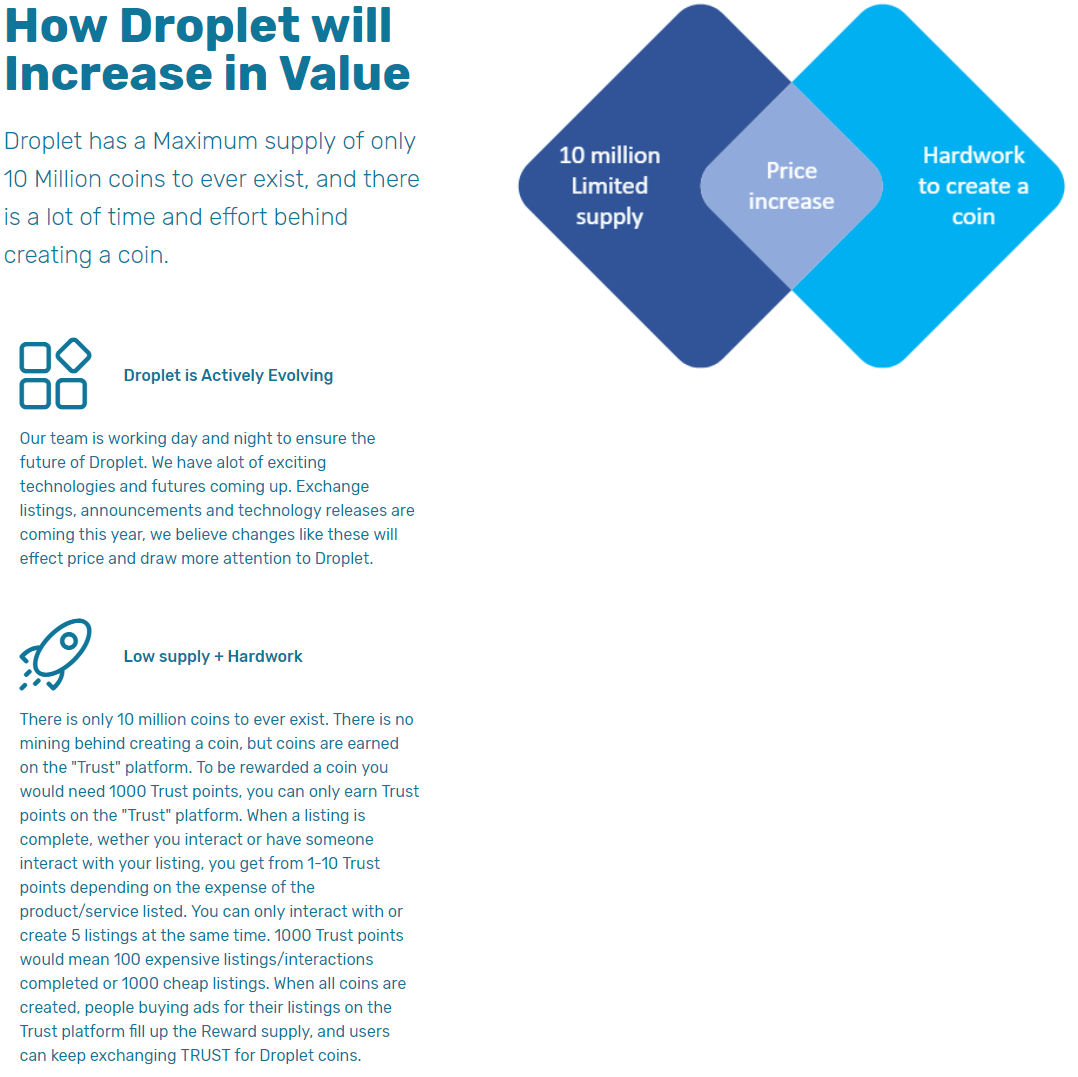 How Droplet will
Increase in Value
Droplet has a Maximum supply of only
10 Million coins to ever exist, and there
is a lot of time and effort behind
creating a coin.
10 million
Limited
supply
Price
increase
Hardwork
to create a
coin
Droplet is Actively Evolving
Our team is working day and night to ensure the
future of Droplet. We have alot of exciting
technologies and futures coming up. Exchange
listings, announcements and technology releases are
coming this year, we believe changes like these will
effect price and draw more attention to Droplet.
Low supply + Hardwork
There is only 10 million coins to ever exist. There is no
mining behind creating a coin, but coins are earned
on the "Trust" platform. To be rewarded a coin you
would need 1000 Trust points, you can only earn Trust
points on the "Trust" platform. When a listing is
complete, wether you interact or have someone
interact with your listing, you get from 1-10 Trust
points depending on the expense of the
product/service listed. You can only interact with or
create 5 listings at the same time. 1000 Trust points
would mean 100 expensive listings/interactions
completed or 1000 cheap listings. When all coins are
created, people buying ads for their listings on the
Trust platform fill up the Reward supply, and users
can keep exchanging TRUST for Droplet coins.